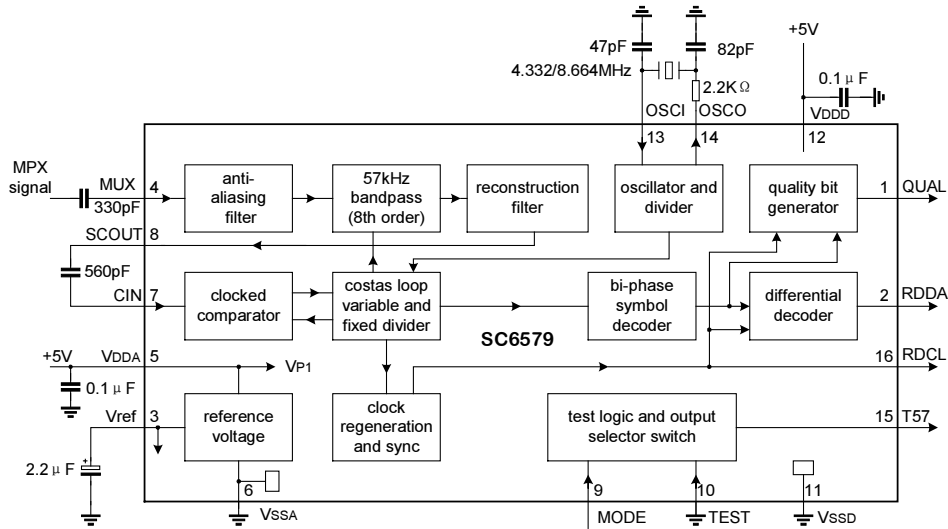 47pF
82pF
+5V
4.332/8.664MHz
2.2K Ω
0.1 μ F
OSCI
OSCO
VDDD
13
14
12
MPX
signal
MUX
4
330pF
anti-
aliasing
filter
57kHz
bandpass
(8th order)
reconstruction
filter
oscillator and
divider
quality bit
generator
1
QUAL
SCOUT
8
560pF
CIN
7
clocked
comparator
costas loop
variable and
fixed divider
bi-phase
symbol
decoder
differential
decoder
2
RDDA
SC6579
+5V
VDDA
5
VP1
16
RDCL
0.1 μ F
Vref
3
reference
voltage
clock
regeneration
and sync
test logic and output
selector switch
15
T57
2.2 μ F
+
6
VSSA
9
MODE
10
TEST
11
VSSD